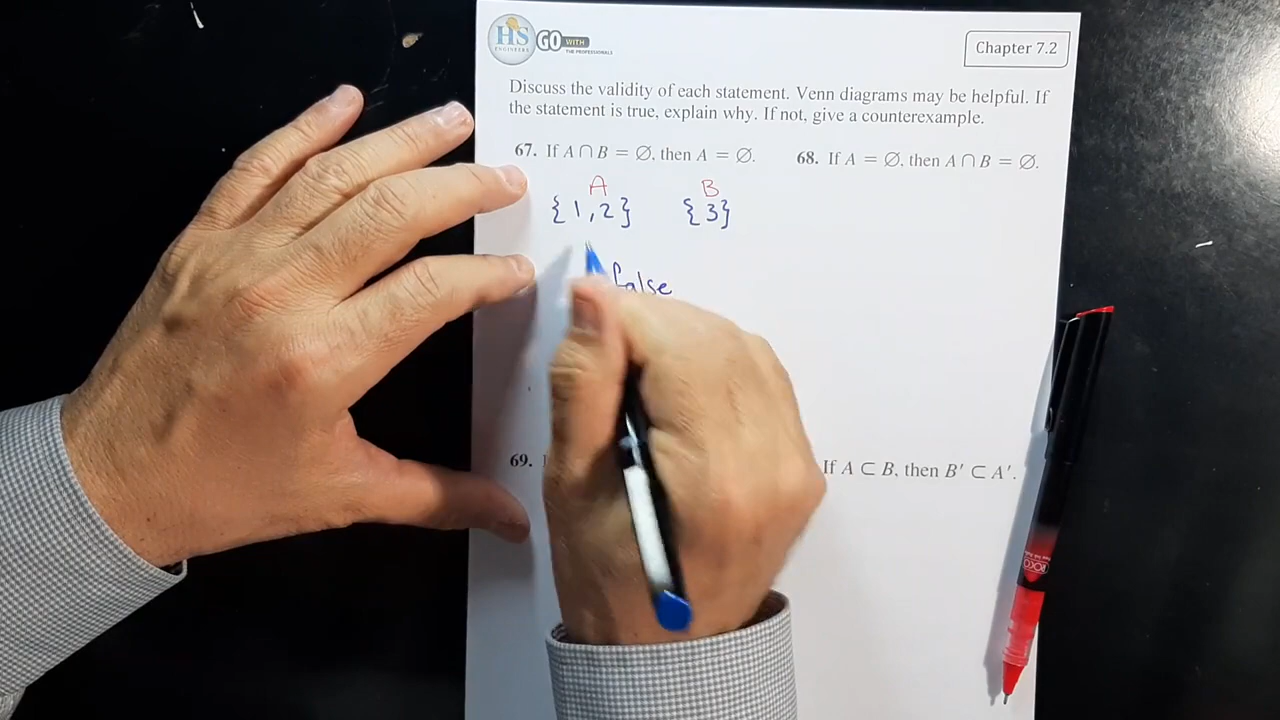 HS
ENGINEERS
GO WITH
THE PROFESSIONALS
Chapter 7.2
Discuss the validity of each statement. Venn diagrams may be helpful. If
the statement is true, explain why. If not, give a counterexample.
67. If A ∩ B = ∅, then A = ∅.
68. If A = ∅, then A ∩ B = ∅.
A B
{1,2} {3}
false
69.
If A ⊂ B, then B′ ⊂ A′.